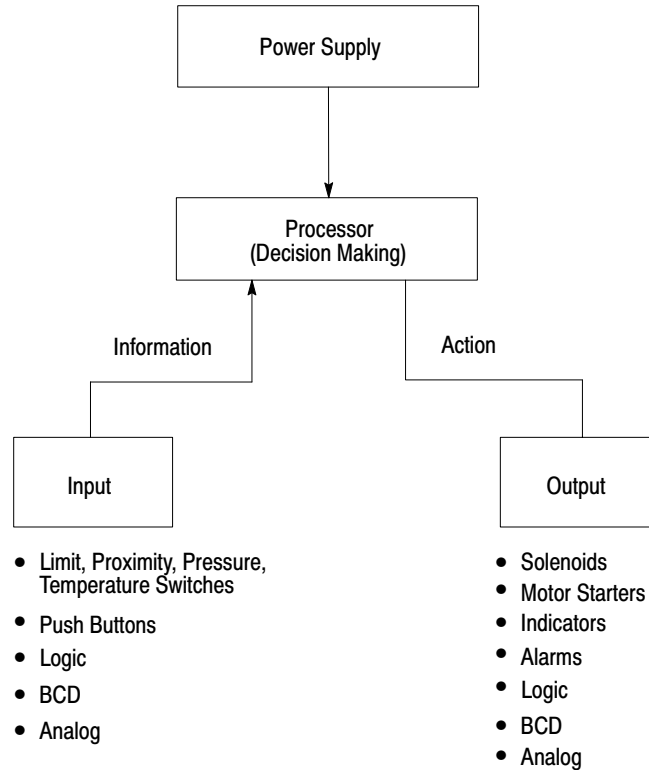 Power Supply
Processor
(Decision Making)
Information
Action
Input
Output
• Limit, Proximity, Pressure,
Temperature Switches
• Push Buttons
• Logic
• BCD
• Analog
• Solenoids
• Motor Starters
• Indicators
• Alarms
• Logic
• BCD
• Analog